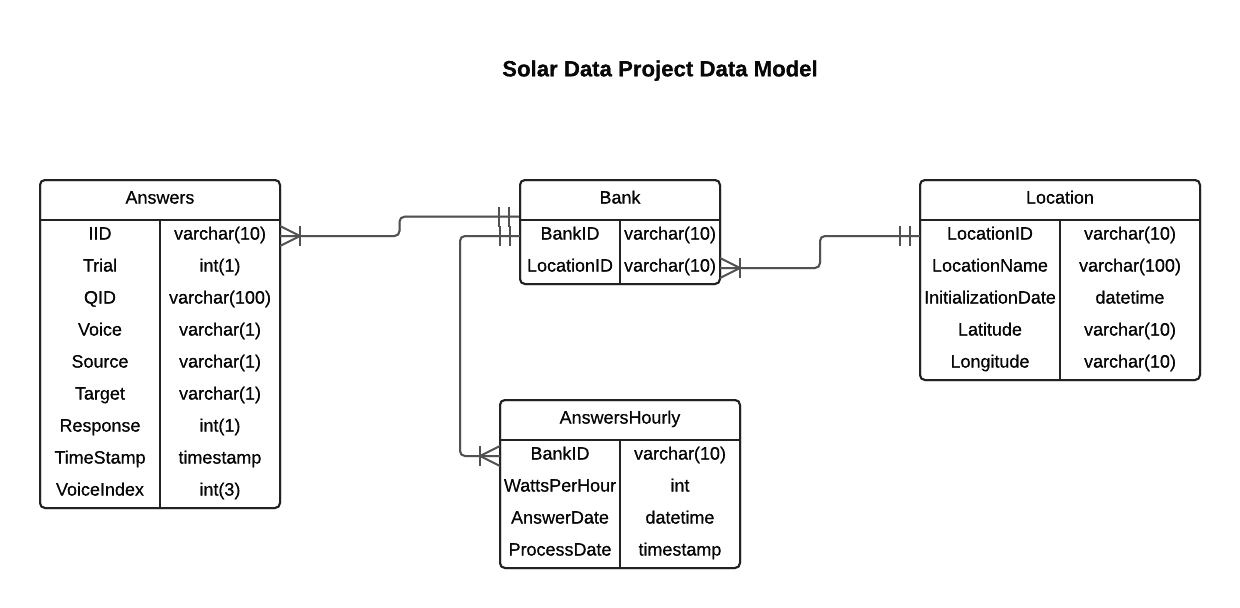 Solar Data Project Data Model
Answers
IID varchar(10)
Trial int(1)
QID varchar(100)
Voice varchar(1)
Source varchar(1)
Target varchar(1)
Response int(1)
TimeStamp timestamp
VoiceIndex int(3)
Bank
BankID varchar(10)
LocationID varchar(10)
Location
LocationID varchar(10)
LocationName varchar(100)
InitializationDate datetime
Latitude varchar(10)
Longitude varchar(10)
AnswersHourly
BankID varchar(10)
WattsPerHour int
AnswerDate datetime
ProcessDate timestamp